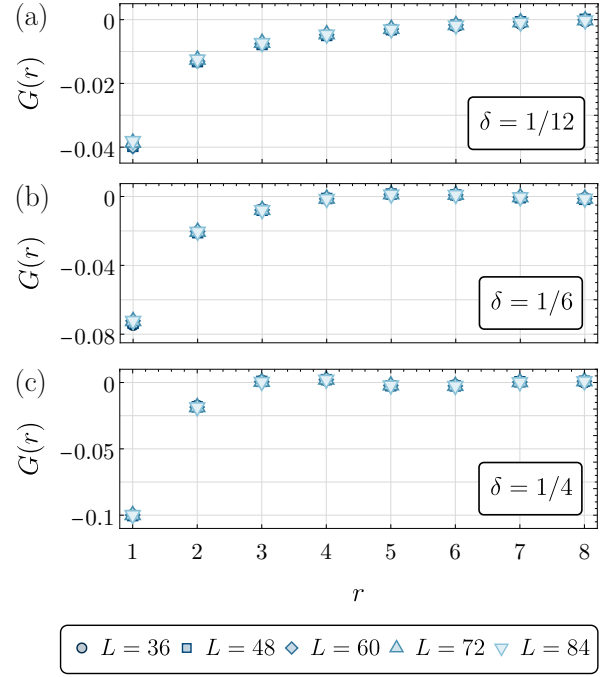 (a)
G(r)
0
−0.02
−0.04
δ = 1/12
(b)
G(r)
0
−0.04
−0.08
δ = 1/6
(c)
G(r)
0
−0.05
−0.1
δ = 1/4
1 2 3 4 5 6 7 8
r
L = 36 L = 48 L = 60 L = 72 L = 84